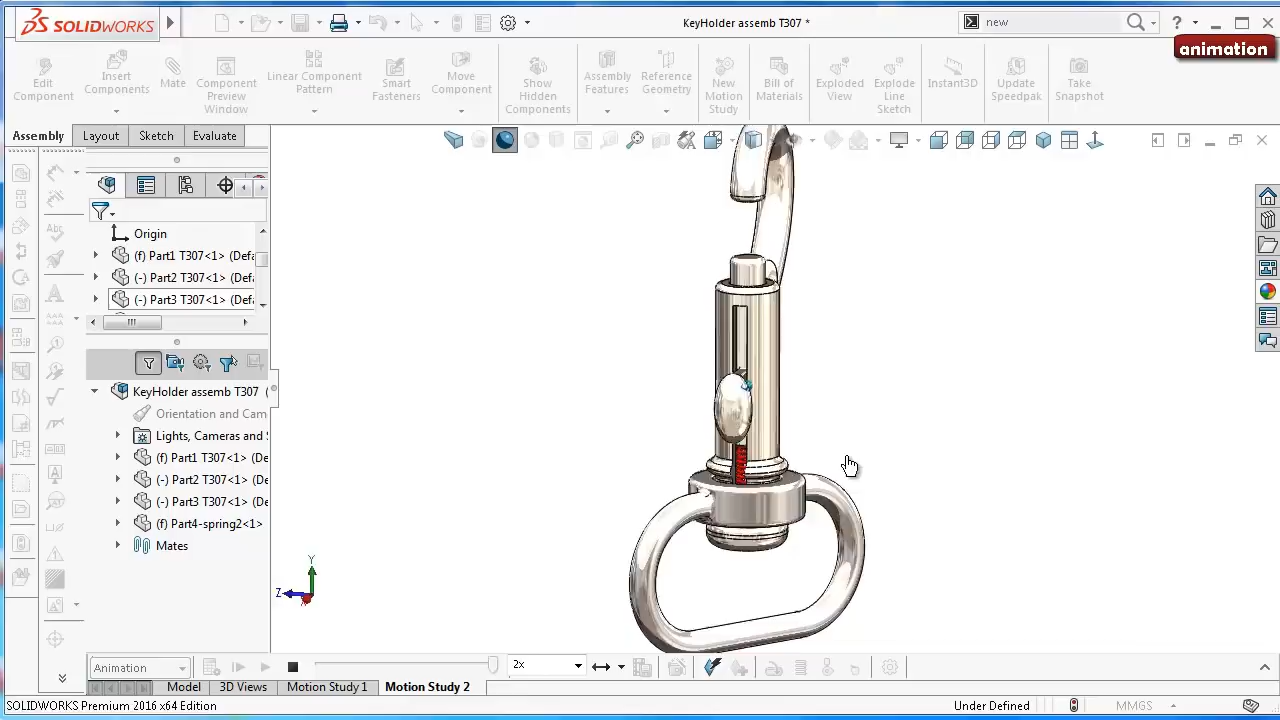 SOLIDWORKS
KeyHolder assemb T307 *
new
animation
Edit Component
Insert Components
Mate
Component Preview Window
Linear Component Pattern
Smart Fasteners
Move Component
Show Hidden Components
Assembly Features
Reference Geometry
New Motion Study
Bill of Materials
Exploded View
Explode Line Sketch
Instant3D
Update Speedpak
Take Snapshot
Assembly
Layout
Sketch
Evaluate
Origin
(f) Part1 T307<1> (Defa
(-) Part2 T307<1> (Defa
(-) Part3 T307<1> (Defa
KeyHolder assemb T307 (
Orientation and Cam
Lights, Cameras and
(f) Part1 T307<1> (De
(-) Part2 T307<1> (De
(-) Part3 T307<1> (De
(f) Part4-spring2<1>
Mates
Y
Z
X
Animation
2x
Model
3D Views
Motion Study 1
Motion Study 2
SOLIDWORKS Premium 2016 x64 Edition
Under Defined
MMGS